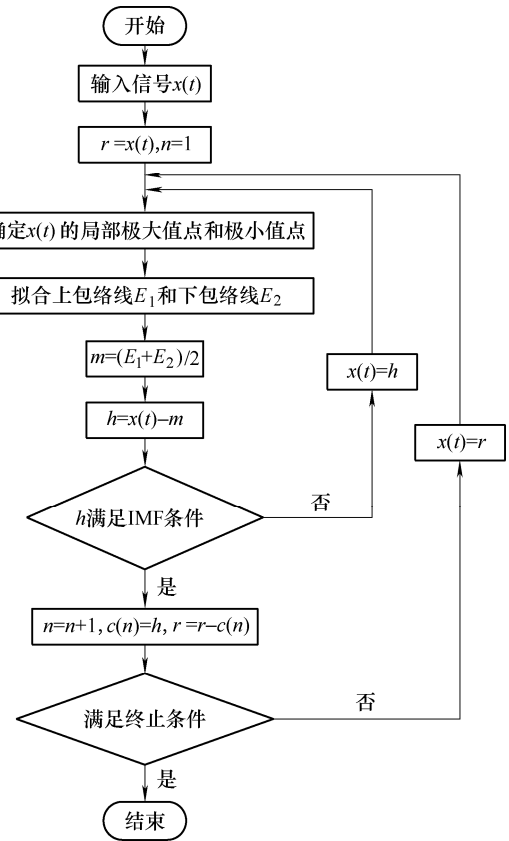 开始
输入信号x(t)
r =x(t),n=1
确定x(t) 的局部极大值点和极小值点
拟合上包络线E₁和下包络线E₂
m=(E₁+E₂)/2
x(t)=h
h=x(t)–m
x(t)=r
否
h满足IMF条件
是
n=n+1, c(n)=h, r =r–c(n)
否
满足终止条件
是
结束